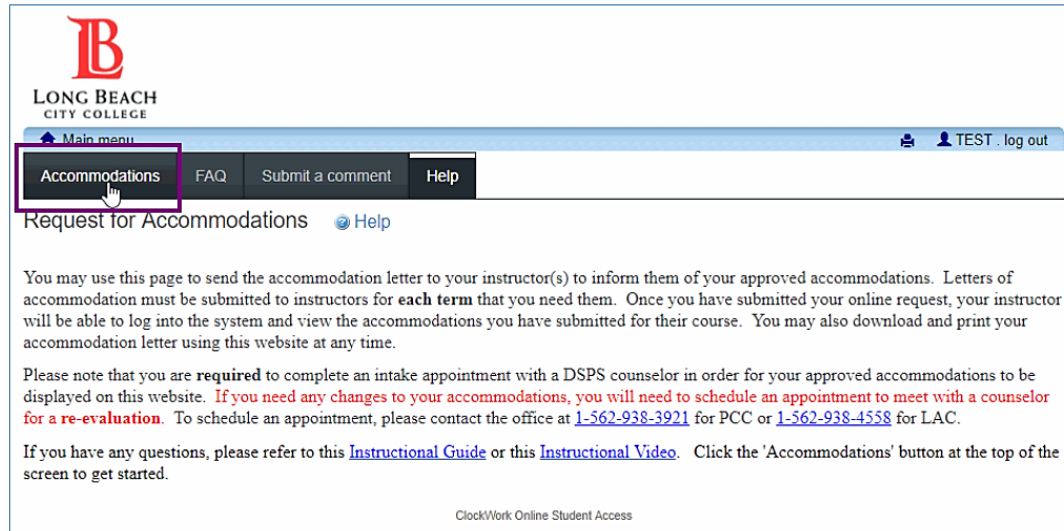 LB
LONG BEACH
CITY COLLEGE
Main menu
TEST . log out
Accommodations FAQ Submit a comment Help
Request for Accommodations Help
You may use this page to send the accommodation letter to your instructor(s) to inform them of your approved accommodations. Letters of
accommodation must be submitted to instructors for each term that you need them. Once you have submitted your online request, your instructor
will be able to log into the system and view the accommodations you have submitted for their course. You may also download and print your
accommodation letter using this website at any time.
Please note that you are required to complete an intake appointment with a DSPS counselor in order for your approved accommodations to be
displayed on this website. If you need any changes to your accommodations, you will need to schedule an appointment to meet with a counselor
for a re-evaluation. To schedule an appointment, please contact the office at 1-562-938-3921 for PCC or 1-562-938-4558 for LAC.
If you have any questions, please refer to this Instructional Guide or this Instructional Video. Click the 'Accommodations' button at the top of the
screen to get started.
ClockWork Online Student Access